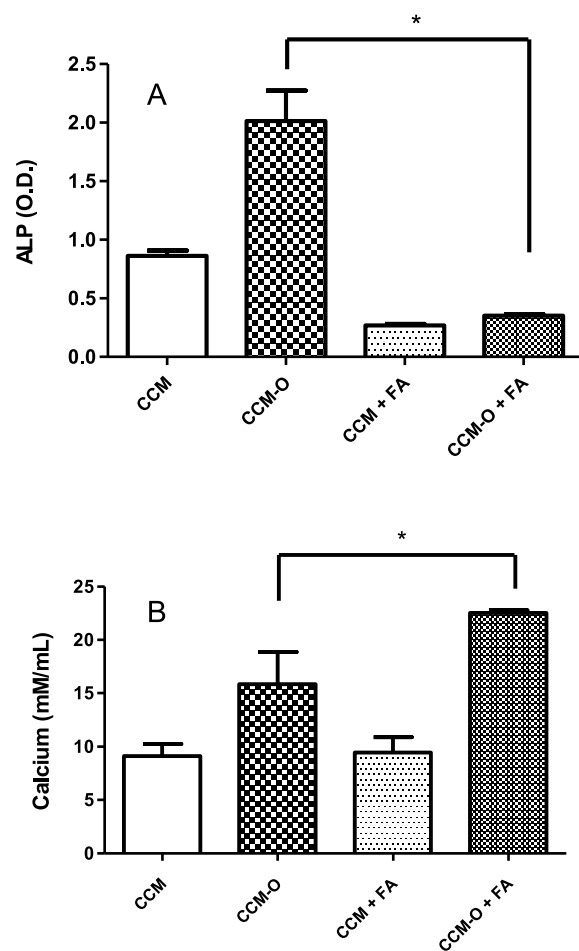 *
A
ALP (O.D.)
2.5
2.0
1.5
1.0
0.5
0.0
CCM
CCM-O
CCM + FA
CCM-O + FA
*
B
Calcium (mM/mL)
25
20
15
10
5
0
CCM
CCM-O
CCM + FA
CCM-O + FA